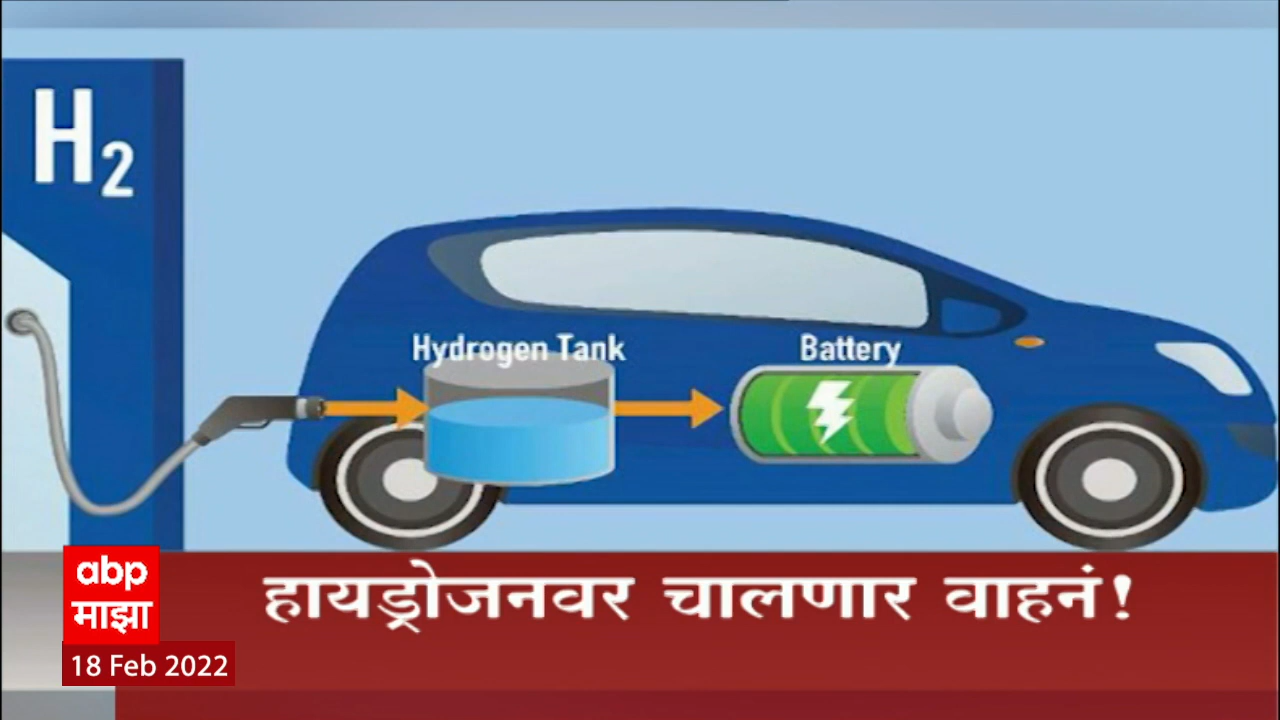 H2
Hydrogen Tank
Battery
abp
माझा
हायड्रोजनवर चालणार वाहनं!
18 Feb 2022